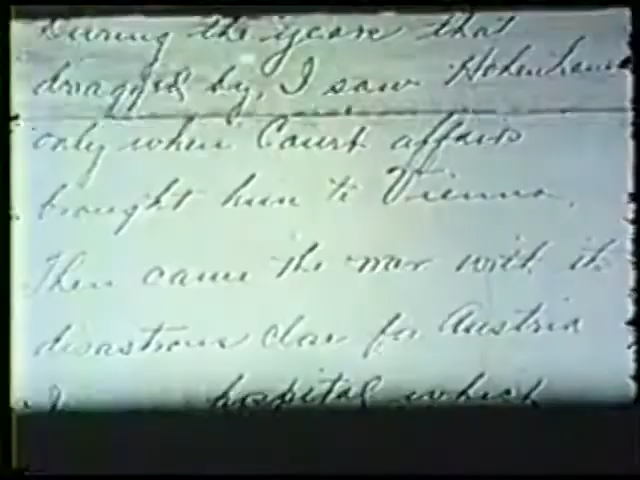 During the years that
dragged by, I saw Hohenhaus
only when Court affairs
brought him to Vienna.
Then came the war with its
disastrous close for Austria
hospital which